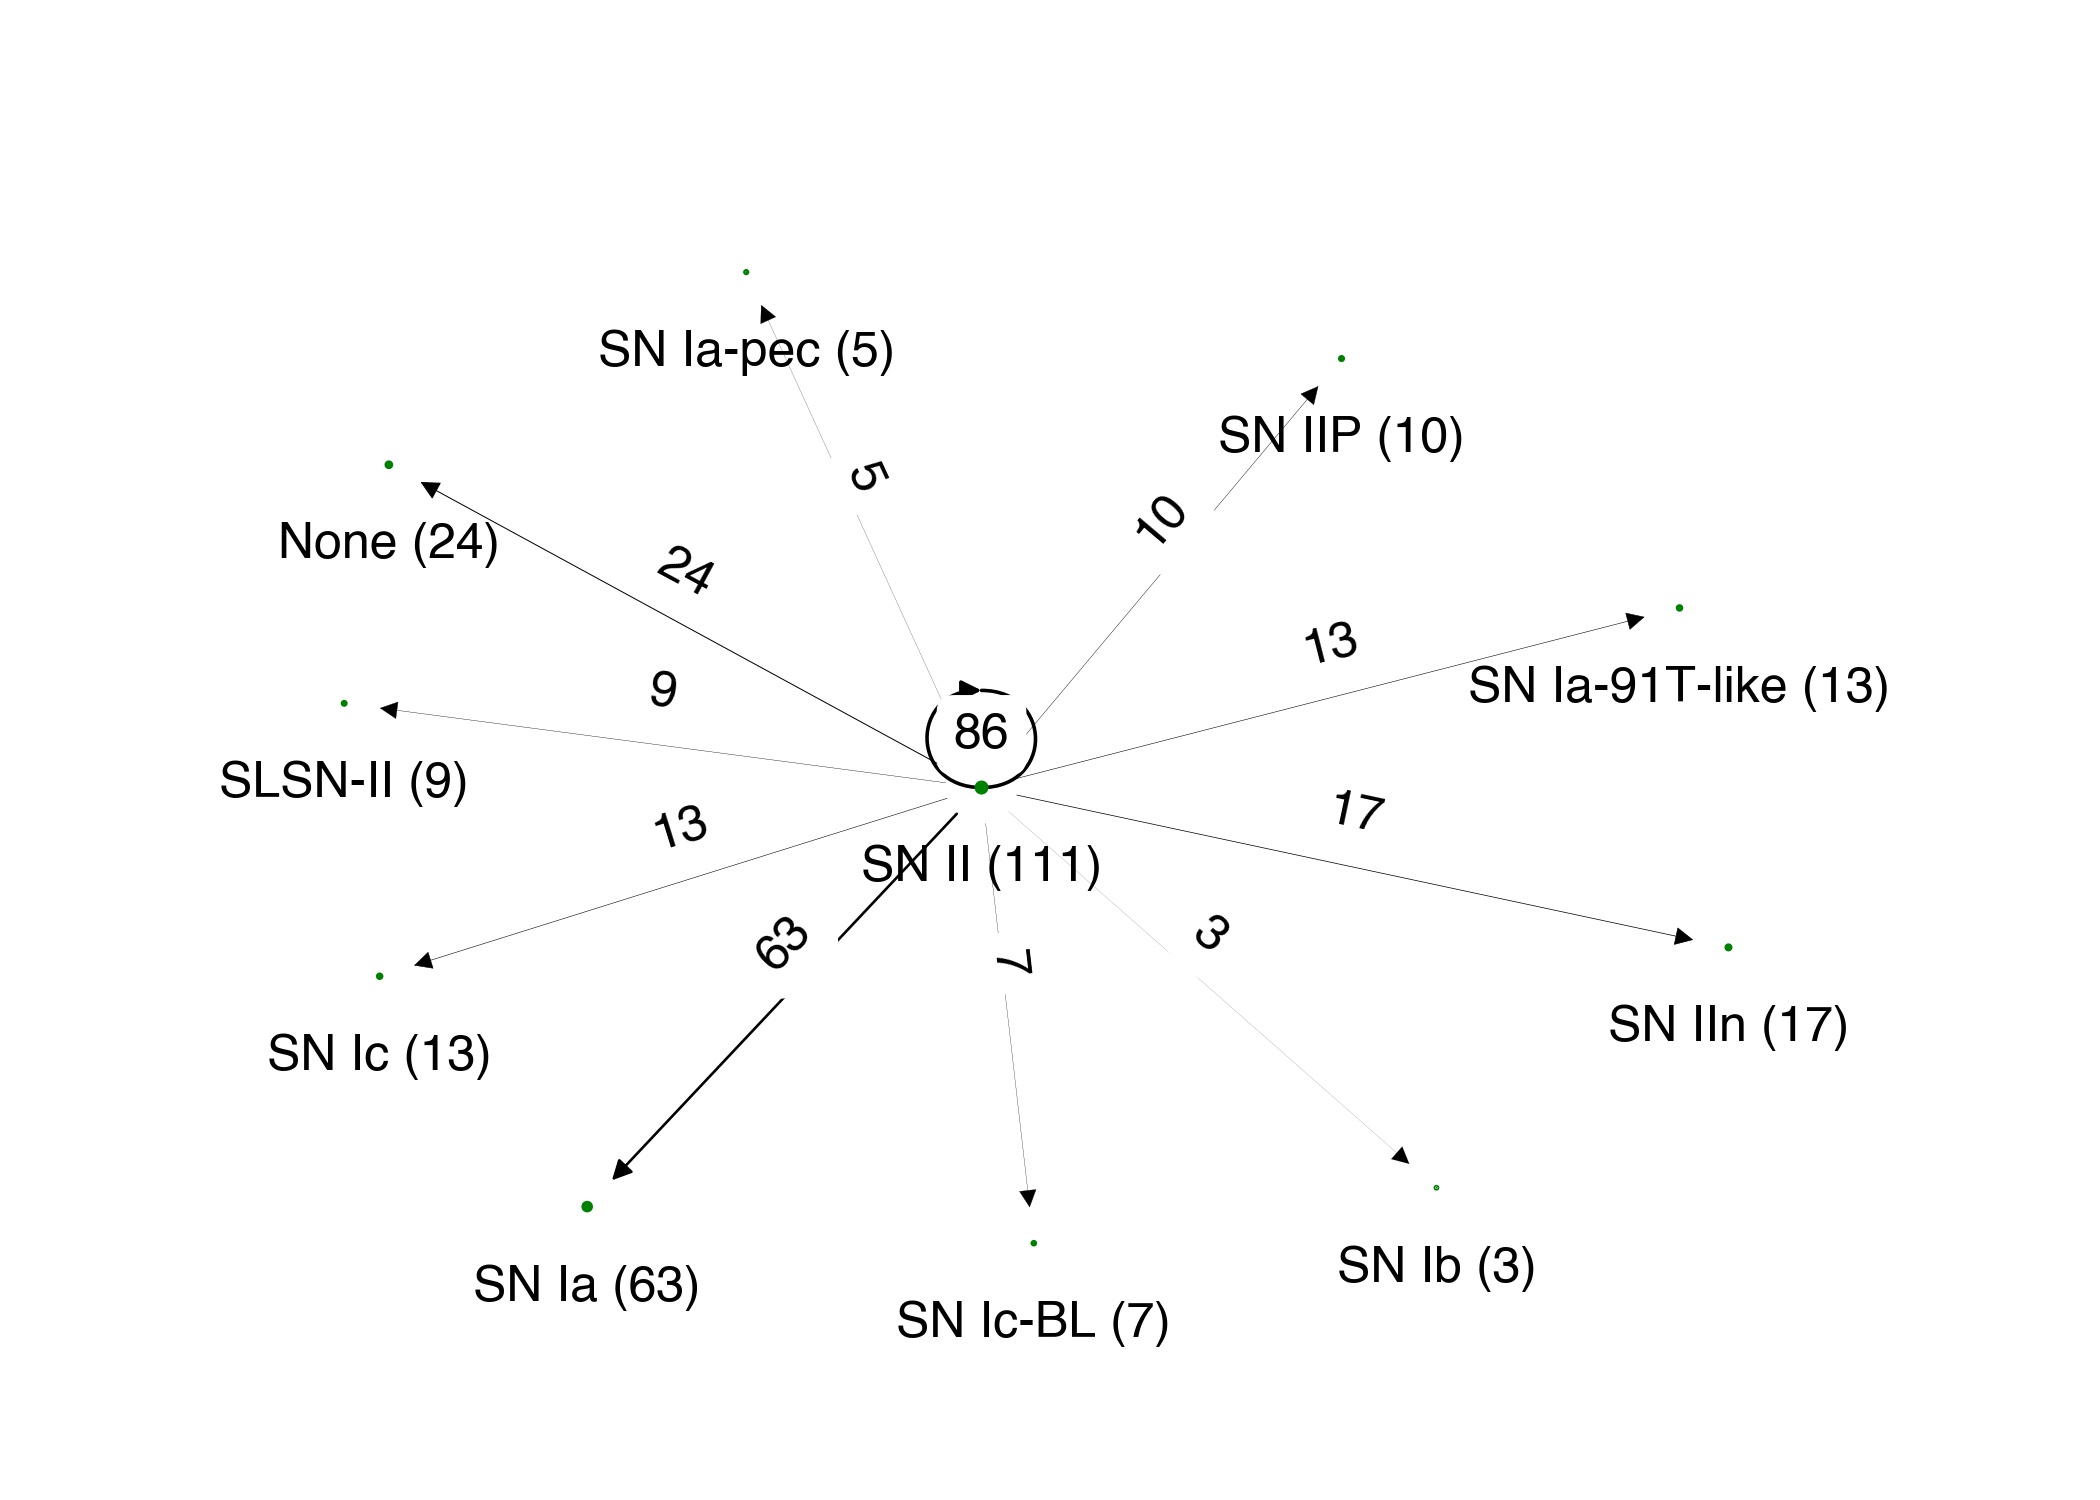 SN Ia-pec (5)
SN IIP (10)
5
10
None (24)
24
13
SN Ia-91T-like (13)
9
86
SLSN-II (9)
17
13
SN II (111)
63
7
3
SN Ic (13)
SN IIn (17)
SN Ia (63)
SN Ib (3)
SN Ic-BL (7)